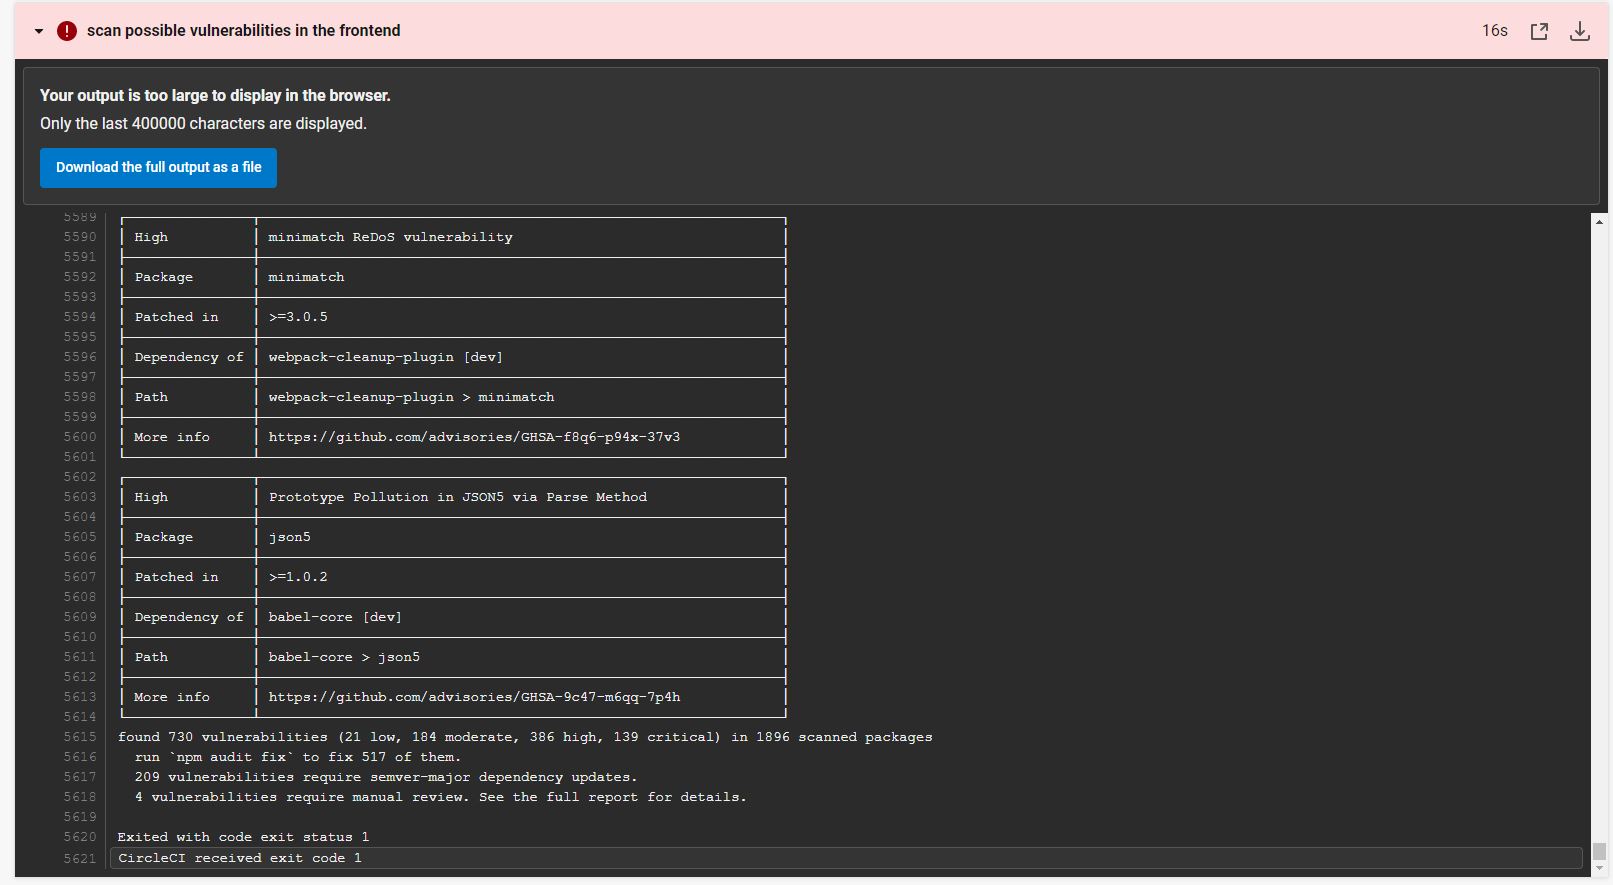 scan possible vulnerabilities in the frontend 16s
Your output is too large to display in the browser.
Only the last 400000 characters are displayed.
Download the full output as a file
5589
5590 High minimatch ReDoS vulnerability
5591
5592 Package minimatch
5593
5594 Patched in >=3.0.5
5595
5596 Dependency of webpack-cleanup-plugin [dev]
5597
5598 Path webpack-cleanup-plugin > minimatch
5599
5600 More info https://github.com/advisories/GHSA-f8q6-p94x-37v3
5601
5602
5603 High Prototype Pollution in JSON5 via Parse Method
5604
5605 Package json5
5606
5607 Patched in >=1.0.2
5608
5609 Dependency of babel-core [dev]
5610
5611 Path babel-core > json5
5612
5613 More info https://github.com/advisories/GHSA-9c47-m6qq-7p4h
5614
5615 found 730 vulnerabilities (21 low, 184 moderate, 386 high, 139 critical) in 1896 scanned packages
5616 run `npm audit fix` to fix 517 of them.
5617 209 vulnerabilities require semver-major dependency updates.
5618 4 vulnerabilities require manual review. See the full report for details.
5619
5620 Exited with code exit status 1
5621 CircleCI received exit code 1